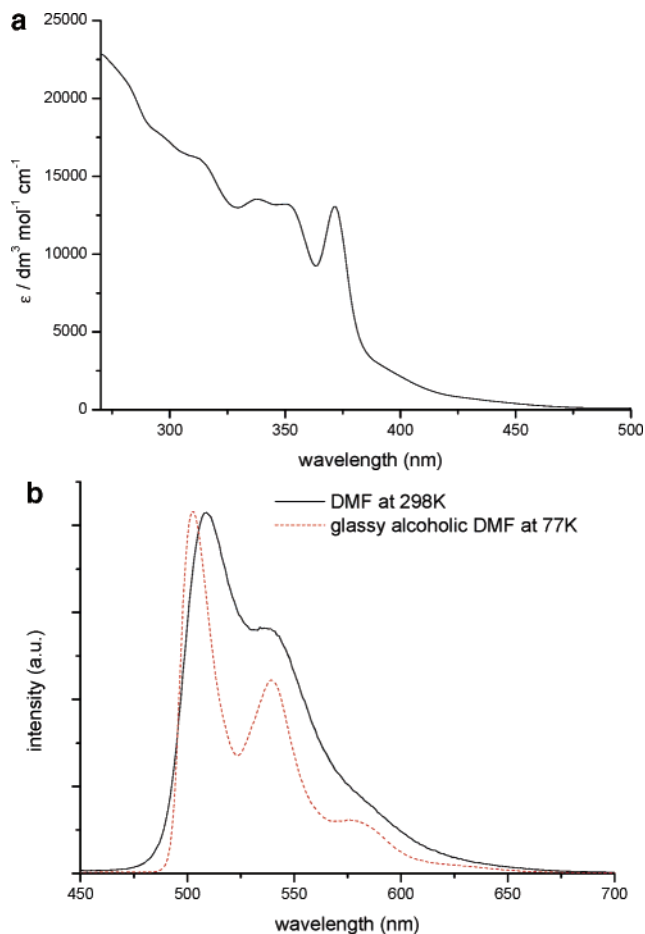 a
25000
20000
15000
10000
5000
0
ε / dm³ mol⁻¹ cm⁻¹
300 350 400 450 500
wavelength (nm)
b
DMF at 298K
glassy alcoholic DMF at 77K
intensity (a.u.)
450 500 550 600 650 700
wavelength (nm)